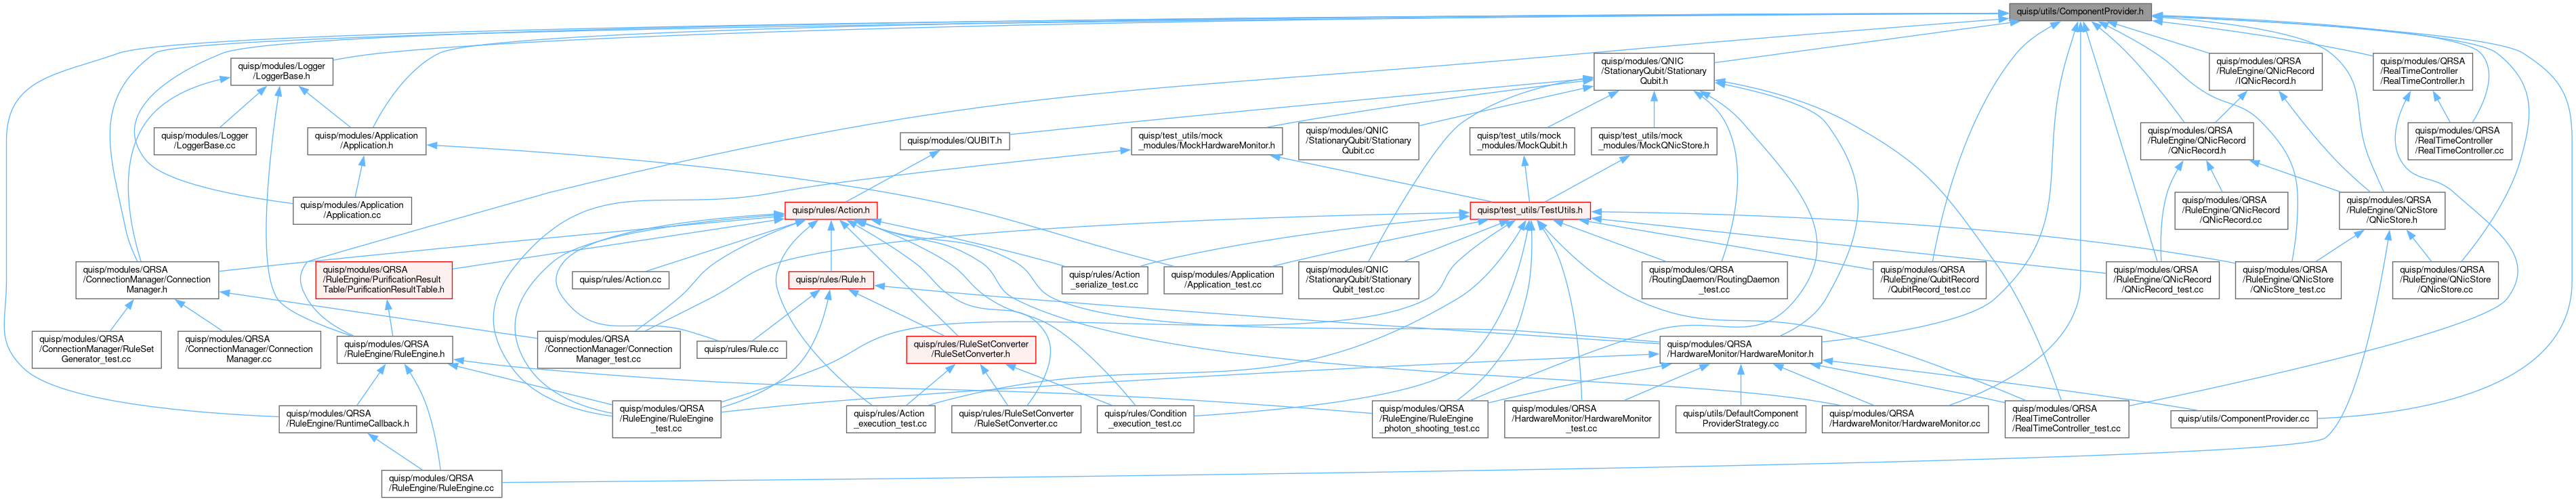 quisp/utils/ComponentProvider.h
quisp/modules/Logger
/LoggerBase.h
quisp/modules/QNIC
/StationaryQubit/Stationary
Qubit.h
quisp/modules/QRSA
/RuleEngine/QNicRecord
/IQNicRecord.h
quisp/modules/QRSA
/RealTimeController
/RealTimeController.h
quisp/modules/Logger
/LoggerBase.cc
quisp/modules/Application
/Application.h
quisp/modules/QUBIT.h
quisp/test_utils/mock
_modules/MockHardwareMonitor.h
quisp/modules/QNIC
/StationaryQubit/Stationary
Qubit.cc
quisp/test_utils/mock
_modules/MockQubit.h
quisp/test_utils/mock
_modules/MockQNicStore.h
quisp/modules/QRSA
/RuleEngine/QNicRecord
/QNicRecord.h
quisp/modules/QRSA
/RealTimeController
/RealTimeController.cc
quisp/modules/Application
/Application.cc
quisp/rules/Action.h
quisp/test_utils/TestUtils.h
quisp/modules/QRSA
/RuleEngine/QNicRecord
/QNicRecord.cc
quisp/modules/QRSA
/RuleEngine/QNicStore
/QNicStore.h
quisp/modules/QRSA
/ConnectionManager/Connection
Manager.h
quisp/modules/QRSA
/RuleEngine/PurificationResult
Table/PurificationResultTable.h
quisp/rules/Action.cc
quisp/rules/Rule.h
quisp/rules/Action
_serialize_test.cc
quisp/modules/Application
/Application_test.cc
quisp/modules/QNIC
/StationaryQubit/Stationary
Qubit_test.cc
quisp/modules/QRSA
/RoutingDaemon/RoutingDaemon
_test.cc
quisp/modules/QRSA
/RuleEngine/QubitRecord
/QubitRecord_test.cc
quisp/modules/QRSA
/RuleEngine/QNicRecord
/QNicRecord_test.cc
quisp/modules/QRSA
/RuleEngine/QNicStore
/QNicStore_test.cc
quisp/modules/QRSA
/RuleEngine/QNicStore
/QNicStore.cc
quisp/modules/QRSA
/ConnectionManager/RuleSet
Generator_test.cc
quisp/modules/QRSA
/ConnectionManager/Connection
Manager.cc
quisp/modules/QRSA
/RuleEngine/RuleEngine.h
quisp/modules/QRSA
/ConnectionManager/Connection
Manager_test.cc
quisp/rules/Rule.cc
quisp/rules/RuleSetConverter
/RuleSetConverter.h
quisp/modules/QRSA
/HardwareMonitor/HardwareMonitor.h
quisp/modules/QRSA
/RuleEngine/RuntimeCallback.h
quisp/modules/QRSA
/RuleEngine/RuleEngine
_test.cc
quisp/rules/Action
_execution_test.cc
quisp/rules/RuleSetConverter
/RuleSetConverter.cc
quisp/rules/Condition
_execution_test.cc
quisp/modules/QRSA
/RuleEngine/RuleEngine
_photon_shooting_test.cc
quisp/modules/QRSA
/HardwareMonitor/HardwareMonitor
_test.cc
quisp/utils/DefaultComponent
ProviderStrategy.cc
quisp/modules/QRSA
/HardwareMonitor/HardwareMonitor.cc
quisp/modules/QRSA
/RealTimeController
/RealTimeController_test.cc
quisp/utils/ComponentProvider.cc
quisp/modules/QRSA
/RuleEngine/RuleEngine.cc